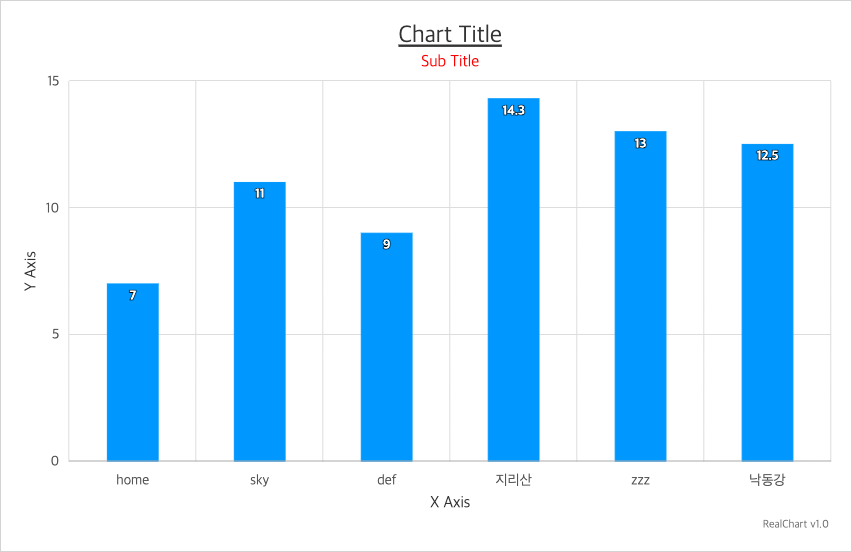 Chart Title
Sub Title
15
10
5
0
Y Axis
7
11
9
14.3
13
12.5
home
sky
def
지리산
zzz
낙동강
X Axis
RealChart v1.0